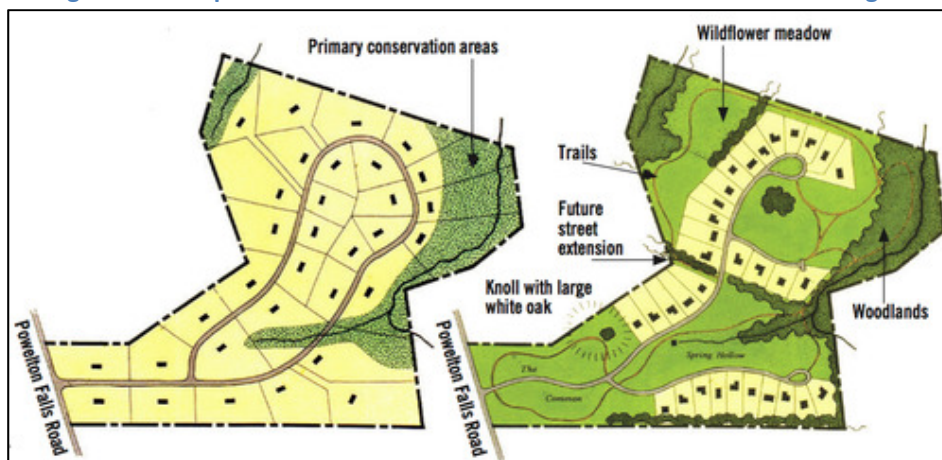 Primary conservation areas
Wildflower meadow
Trails
Future
street
extension
Knoll with large
white oak
Woodlands
Spring Hollow
The
Common
Powelton Falls Road
Powelton Falls Road